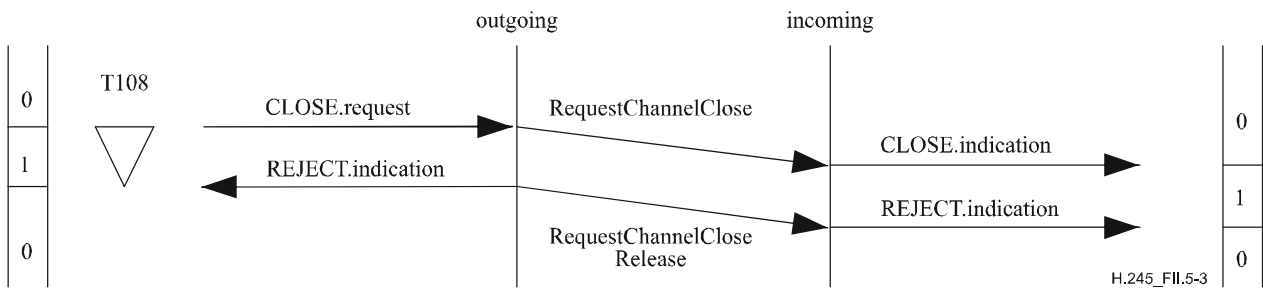 outgoing
incoming
T108
0
CLOSE.request
RequestChannelClose
0
1
REJECT.indication
CLOSE.indication
REJECT.indication
1
0
RequestChannelClose
Release
0
H.245_FII.5-3